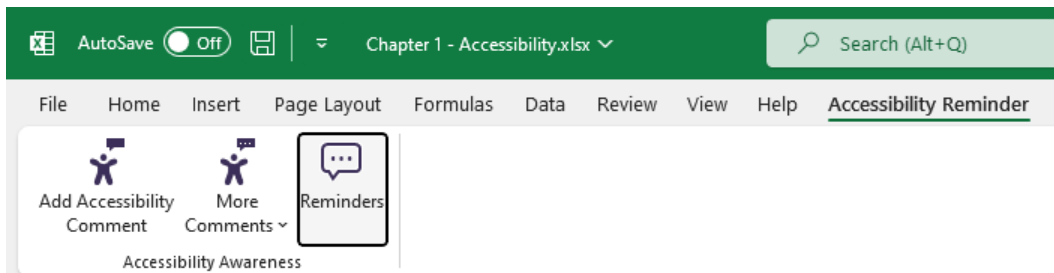 AutoSave Off Chapter 1 - Accessibility.xlsx Search (Alt+Q)
File Home Insert Page Layout Formulas Data Review View Help Accessibility Reminder
Add Accessibility Comment
More Comments
Reminders
Accessibility Awareness